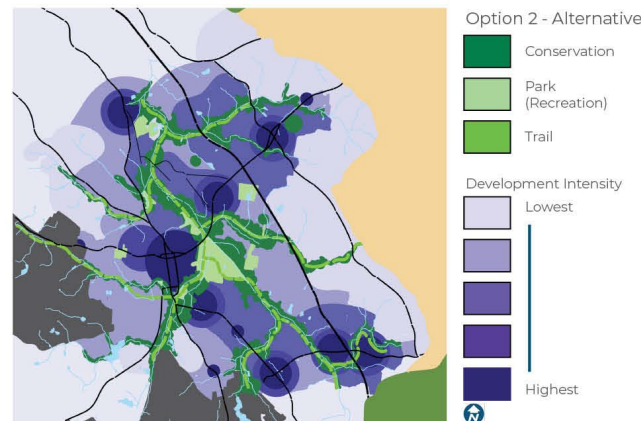 Option 2 - Alternative
Conservation
Park
(Recreation)
Trail
Development Intensity
Lowest
Highest
N